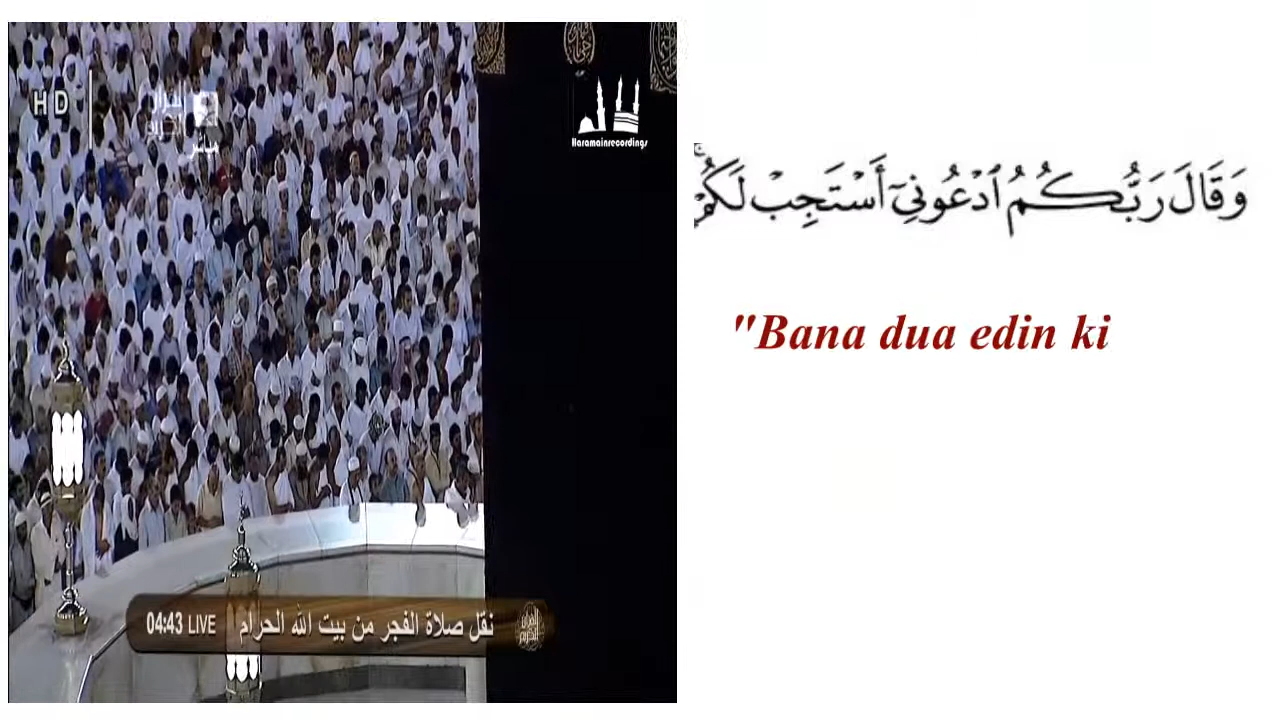 HD
مباشر
Haramainrecordings
وَقَالَ رَبُّكُمُ ٱدْعُونِيٓ أَسْتَجِبْ لَكُمْ
"Bana dua edin ki
نقل صلاة الفجر من بيت الله الحرام 04:43 LIVE